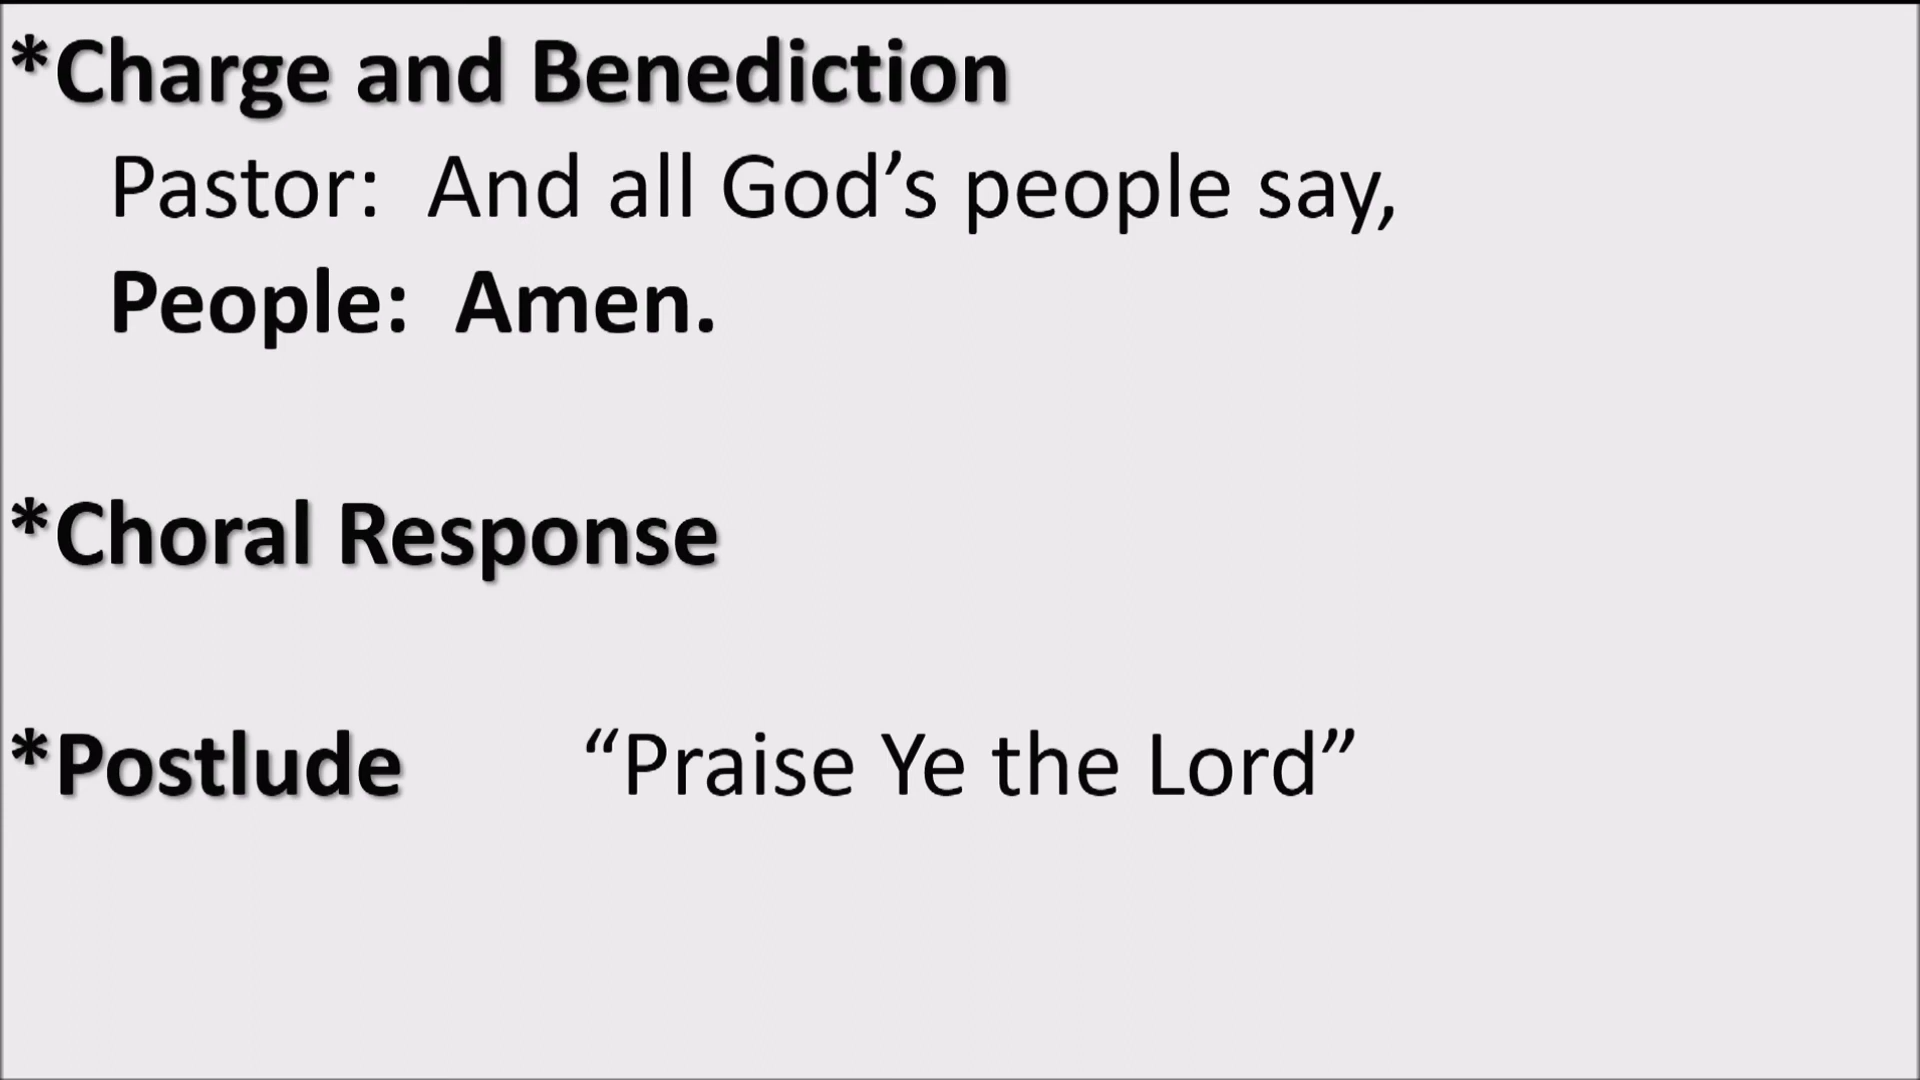 *Charge and Benediction
Pastor: And all God’s people say,
People: Amen.
*Choral Response
*Postlude “Praise Ye the Lord”